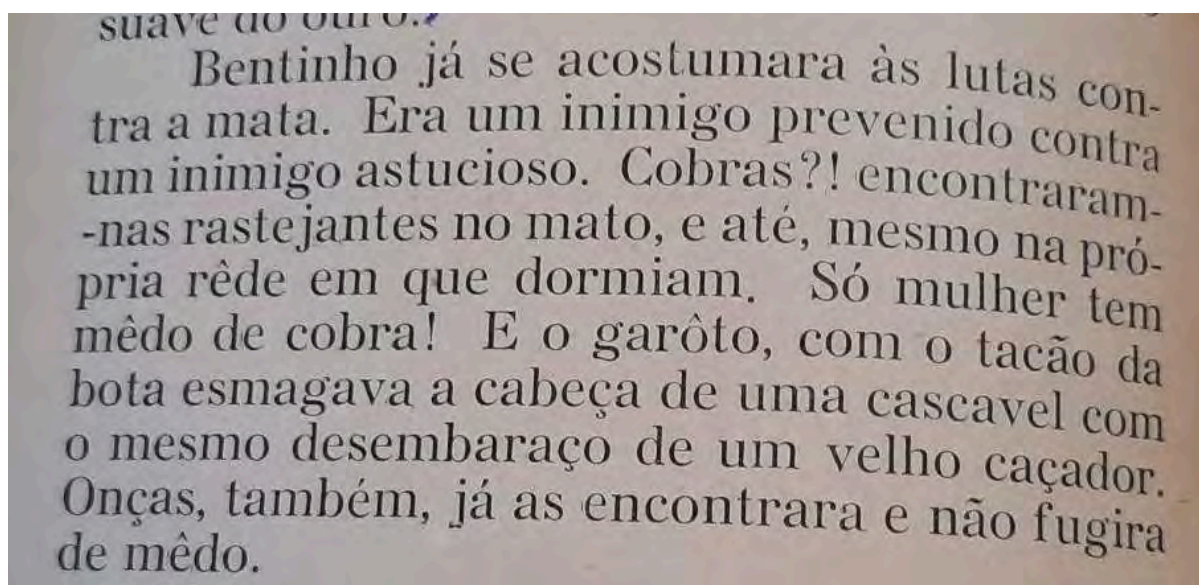 suave do ouro.
Bentinho já se acostumara às lutas con-
tra a mata. Era um inimigo prevenido contra
um inimigo astucioso. Cobras?! encontraram-
-nas rastejantes no mato, e até, mesmo na pró-
pria rêde em que dormiam. Só mulher tem
mêdo de cobra! E o garôto, com o tacão da
bota esmagava a cabeça de uma cascavel com
o mesmo desembaraço de um velho caçador.
Onças, também, já as encontrara e não fugira
de mêdo.